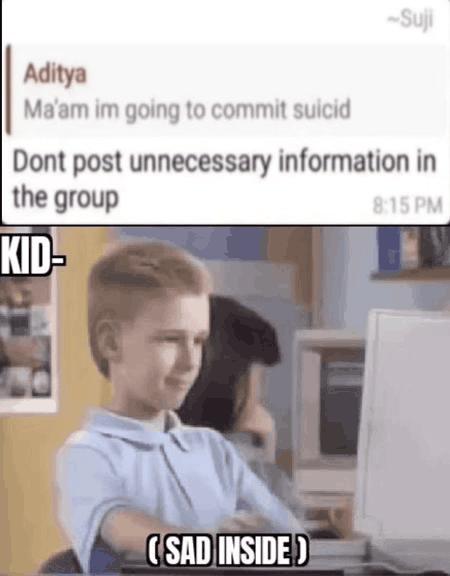 ~Suji
Aditya
Ma'am im going to commit suicid
Dont post unnecessary information in
the group
8:15 PM
KID-
( SAD INSIDE )